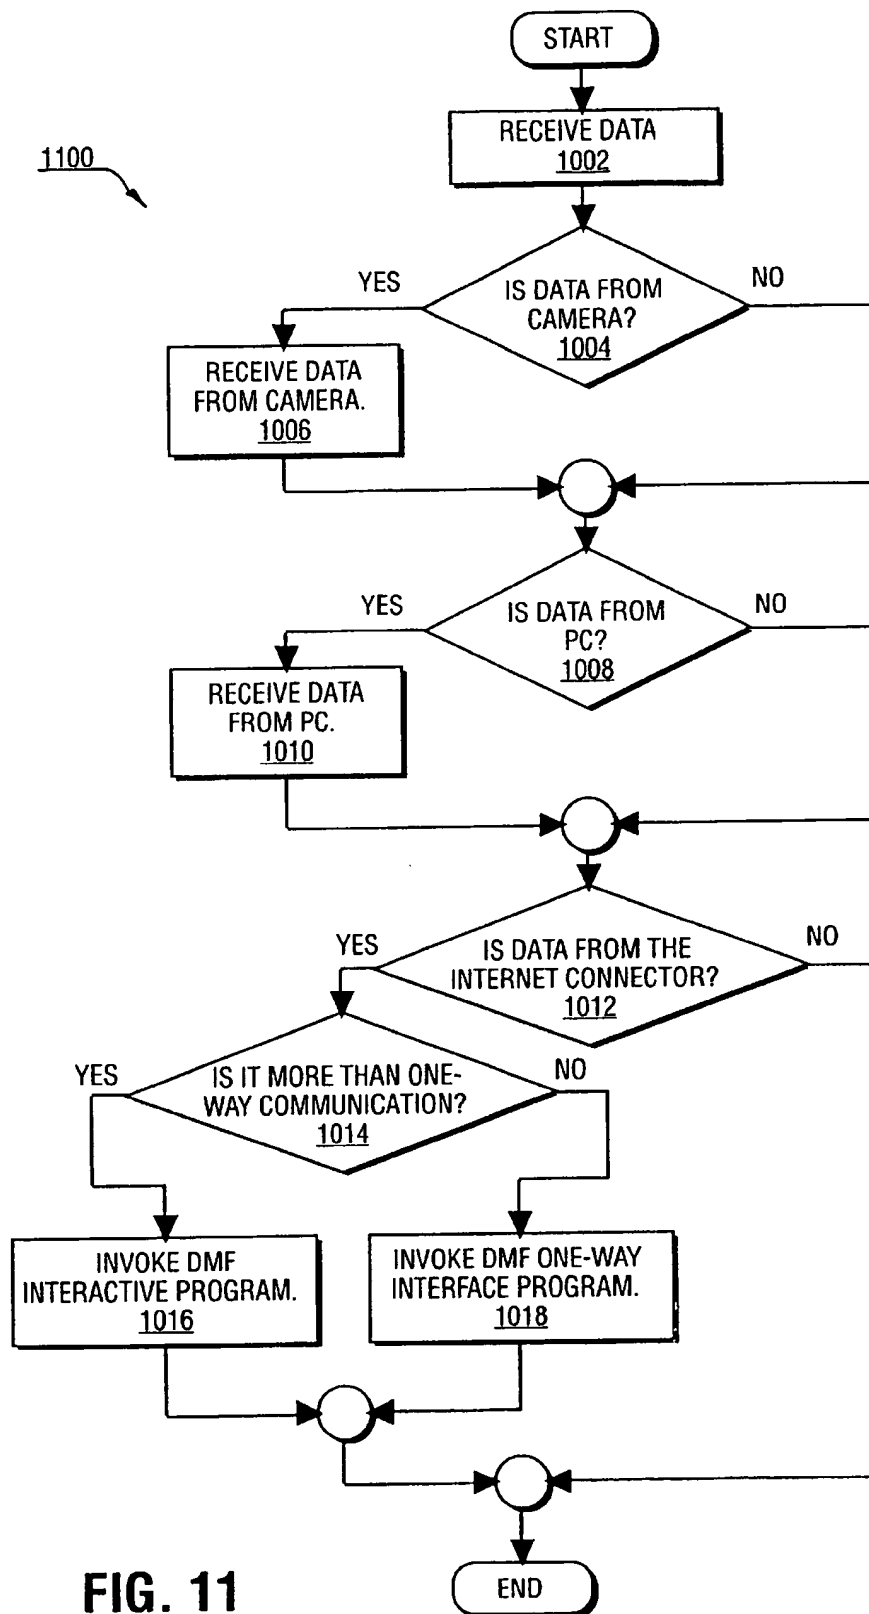 START
RECEIVE DATA
1002
1100
YES
IS DATA FROM
CAMERA?
1004
NO
RECEIVE DATA
FROM CAMERA.
1006
YES
IS DATA FROM
PC?
1008
NO
RECEIVE DATA
FROM PC.
1010
YES
IS DATA FROM THE
INTERNET CONNECTOR?
1012
NO
YES
IS IT MORE THAN ONE-
WAY COMMUNICATION?
1014
NO
INVOKE DMF
INTERACTIVE PROGRAM.
1016
INVOKE DMF ONE-WAY
INTERFACE PROGRAM.
1018
END
FIG. 11